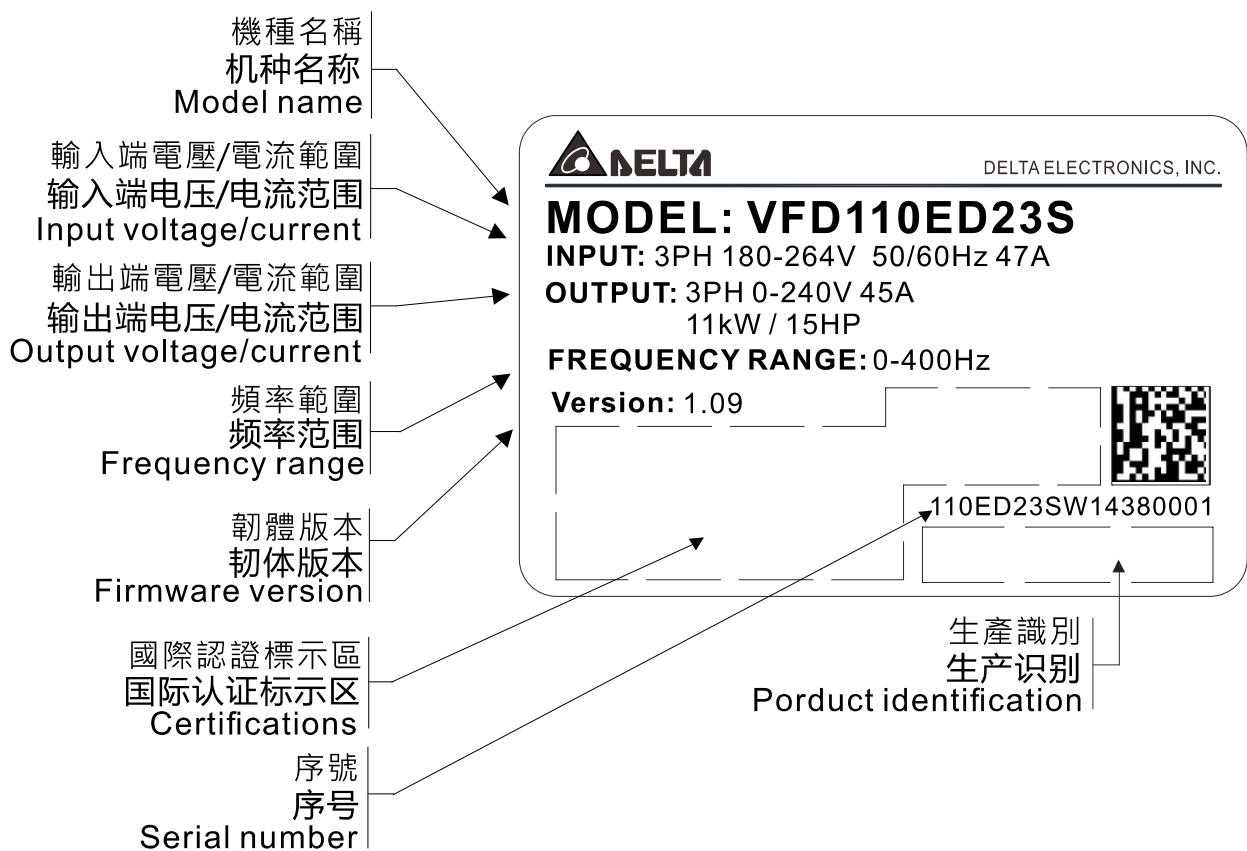 機種名稱
机种名称
Model name
輸入端電壓/電流範圍
输入端电压/电流范围
Input voltage/current
輸出端電壓/電流範圍
输出端电压/电流范围
Output voltage/current
頻率範圍
频率范围
Frequency range
韌體版本
韧体版本
Firmware version
國際認證標示區
国际认证标示区
Certifications
序號
序号
Serial number
DELTA
DELTA ELECTRONICS, INC.
MODEL: VFD110ED23S
INPUT: 3PH 180-264V 50/60Hz 47A
OUTPUT: 3PH 0-240V 45A
11kW / 15HP
FREQUENCY RANGE: 0-400Hz
Version: 1.09
110ED23SW14380001
生產識別
生产识别
Porduct identification